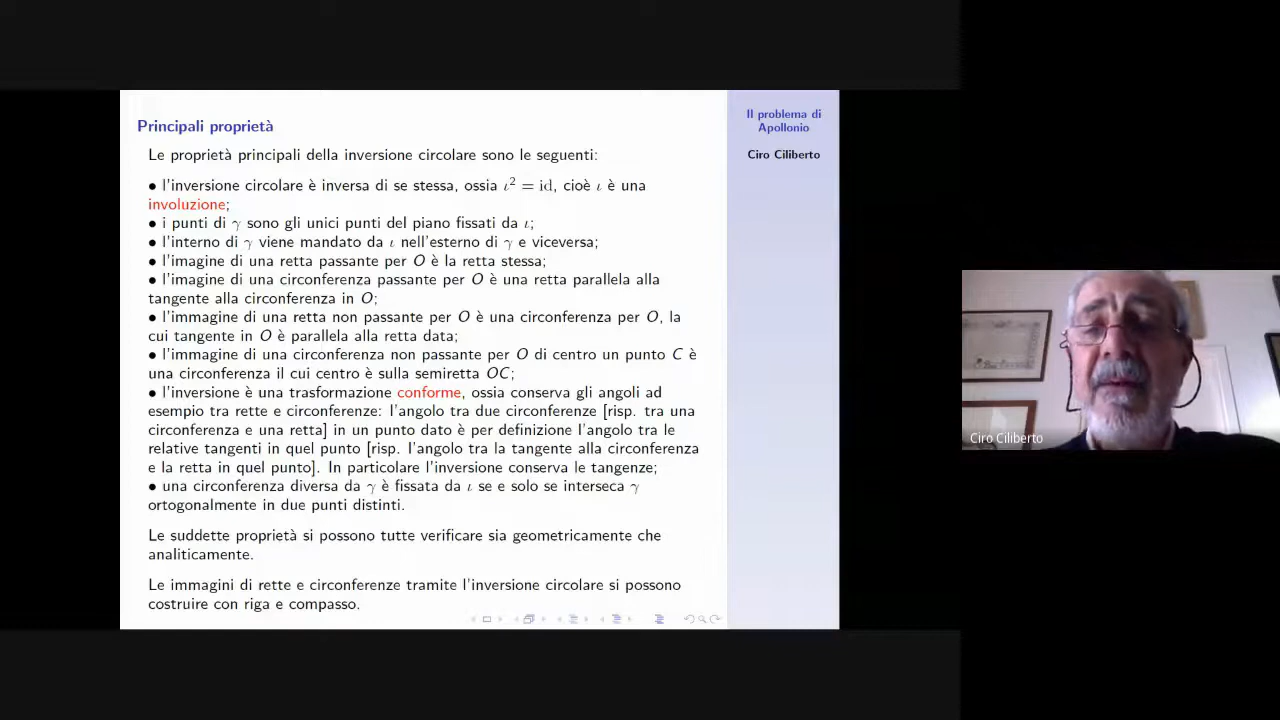 Principali proprietà
Le proprietà principali della inversione circolare sono le seguenti:
• l'inversione circolare è inversa di se stessa, ossia ι² = id, cioè ι è una
involuzione;
• i punti di γ sono gli unici punti del piano fissati da ι;
• l'interno di γ viene mandato da ι nell'esterno di γ e viceversa;
• l'imagine di una retta passante per O è la retta stessa;
• l'imagine di una circonferenza passante per O è una retta parallela alla
tangente alla circonferenza in O;
• l'immagine di una retta non passante per O è una circonferenza per O, la
cui tangente in O è parallela alla retta data;
• l'immagine di una circonferenza non passante per O di centro un punto C è
una circonferenza il cui centro è sulla semiretta OC;
• l'inversione è una trasformazione conforme, ossia conserva gli angoli ad
esempio tra rette e circonferenze: l'angolo tra due circonferenze [risp. tra una
circonferenza e una retta] in un punto dato è per definizione l'angolo tra le
relative tangenti in quel punto [risp. l'angolo tra la tangente alla circonferenza
e la retta in quel punto]. In particolare l'inversione conserva le tangenze;
• una circonferenza diversa da γ è fissata da ι se e solo se interseca γ
ortogonalmente in due punti distinti.
Le suddette proprietà si possono tutte verificare sia geometricamente che
analiticamente.
Le immagini di rette e circonferenze tramite l'inversione circolare si possono
costruire con riga e compasso.
Il problema di
Apollonio
Ciro Ciliberto
Ciro Ciliberto